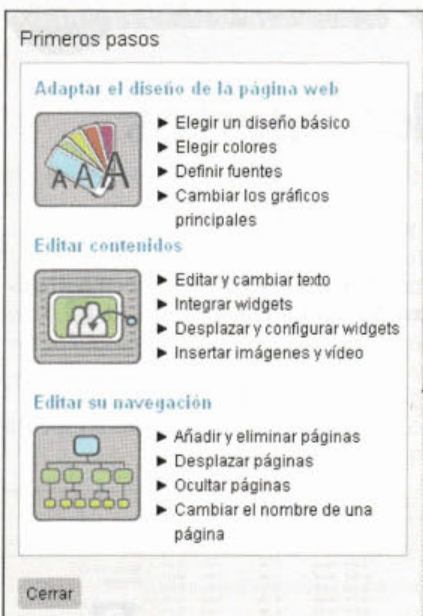 Primeros pasos
Adaptar el diseño de la página web
► Elegir un diseño básico
► Elegir colores
► Definir fuentes
► Cambiar los gráficos
principales
AAA
Editar contenidos
► Editar y cambiar texto
► Integrar widgets
► Desplazar y configurar widgets
► Insertar imágenes y vídeo
Editar su navegación
► Añadir y eliminar páginas
► Desplazar páginas
► Ocultar páginas
► Cambiar el nombre de una
página
Cerrar